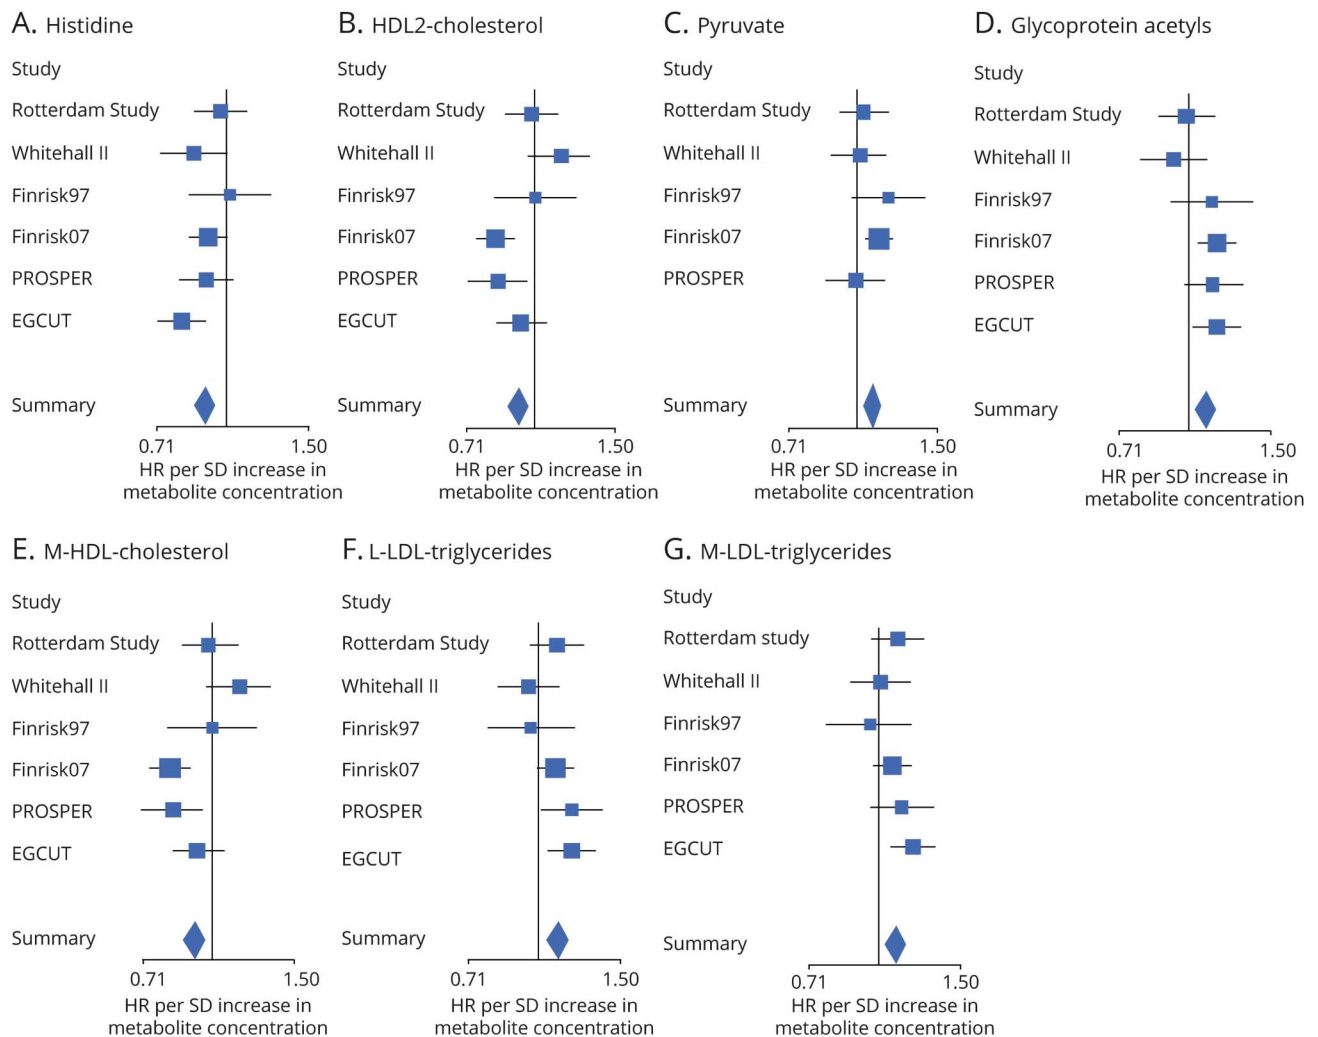 A. Histidine
Study
Rotterdam Study
Whitehall II
Finrisk97
Finrisk07
PROSPER
EGCUT
Summary
0.71 1.50
HR per SD increase in
metabolite concentration
B. HDL2-cholesterol
Study
Rotterdam Study
Whitehall II
Finrisk97
Finrisk07
PROSPER
EGCUT
Summary
0.71 1.50
HR per SD increase in
metabolite concentration
C. Pyruvate
Study
Rotterdam Study
Whitehall II
Finrisk97
Finrisk07
PROSPER
Summary
0.71 1.50
HR per SD increase in
metabolite concentration
D. Glycoprotein acetyls
Study
Rotterdam Study
Whitehall II
Finrisk97
Finrisk07
PROSPER
EGCUT
Summary
0.71 1.50
HR per SD increase in
metabolite concentration
E. M-HDL-cholesterol
Study
Rotterdam Study
Whitehall II
Finrisk97
Finrisk07
PROSPER
EGCUT
Summary
0.71 1.50
HR per SD increase in
metabolite concentration
F. L-LDL-triglycerides
Study
Rotterdam Study
Whitehall II
Finrisk97
Finrisk07
PROSPER
EGCUT
Summary
0.71 1.50
HR per SD increase in
metabolite concentration
G. M-LDL-triglycerides
Study
Rotterdam study
Whitehall II
Finrisk97
Finrisk07
PROSPER
EGCUT
Summary
0.71 1.50
HR per SD increase in
metabolite concentration